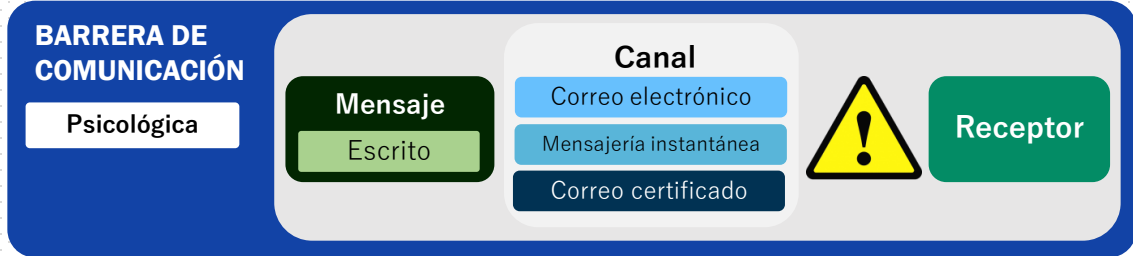 BARRERA DE
COMUNICACIÓN
Psicológica
Mensaje
Escrito
Canal
Correo electrónico
Mensajería instantánea
Correo certificado
!
Receptor